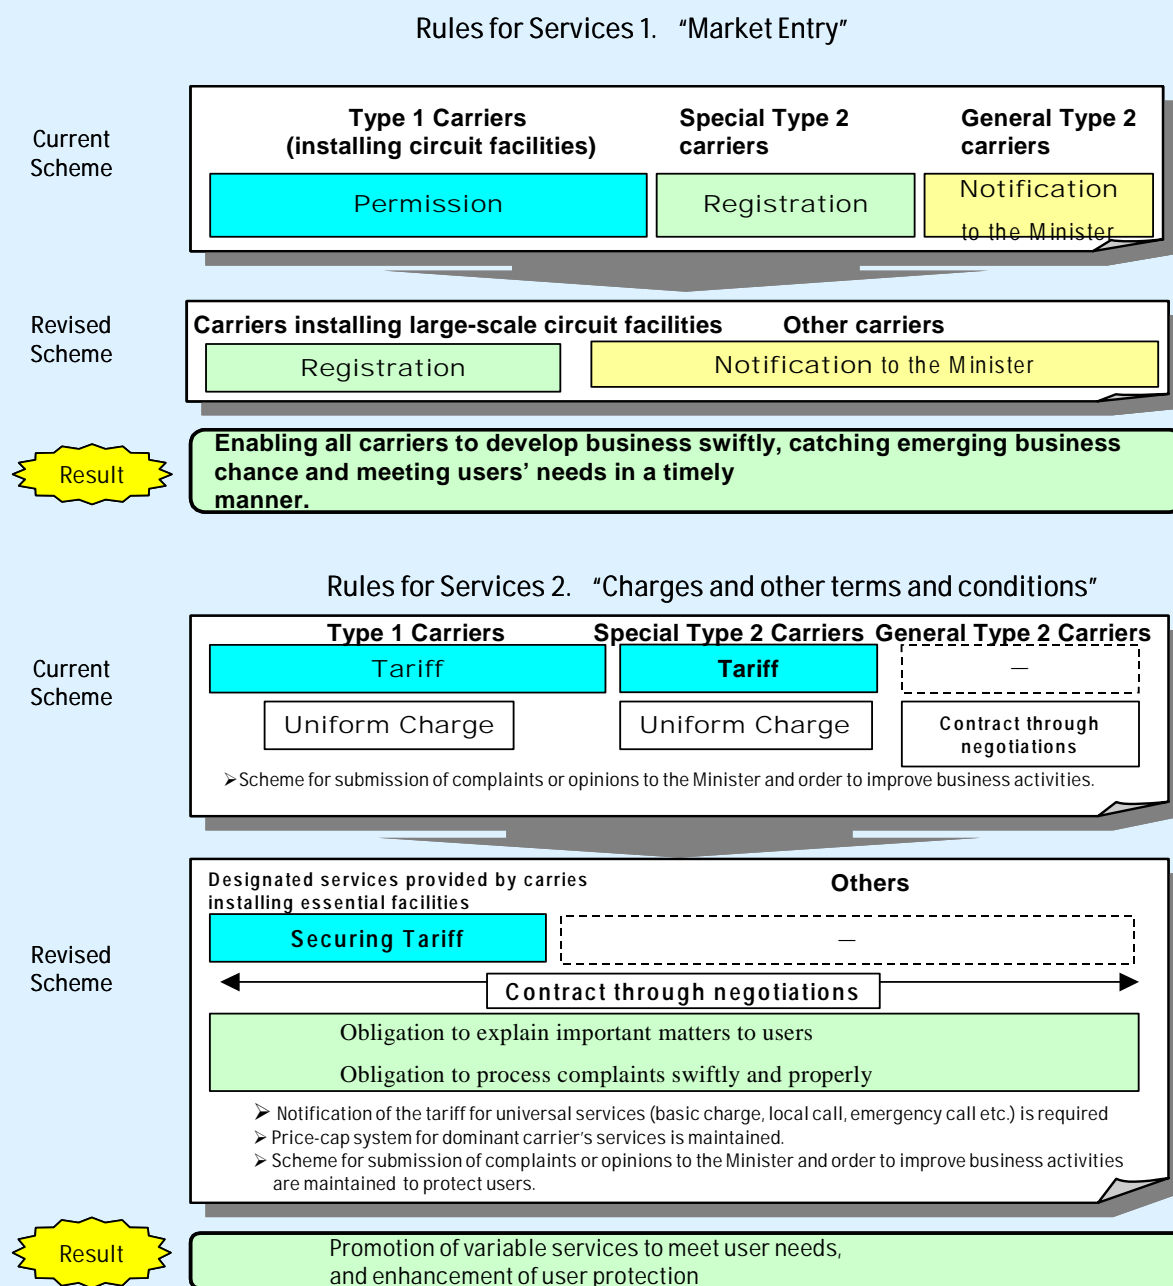 Rules for Services 1. “Market Entry”
Current
Scheme
Type 1 Carriers
(installing circuit facilities)
Special Type 2
carriers
General Type 2
carriers
Permission
Registration
Notification
to the Minister
Revised
Scheme
Carriers installing large-scale circuit facilities
Other carriers
Registration
Notification to the Minister
Result
Enabling all carriers to develop business swiftly, catching emerging business
chance and meeting users’ needs in a timely
manner.
Rules for Services 2. “Charges and other terms and conditions”
Current
Scheme
Type 1 Carriers
Special Type 2 Carriers
General Type 2 Carriers
Tariff
Tariff
—
Uniform Charge
Uniform Charge
Contract through
negotiations
➢Scheme for submission of complaints or opinions to the Minister and order to improve business activities.
Revised
Scheme
Designated services provided by carries
installing essential facilities
Others
Securing Tariff
—
Contract through negotiations
Obligation to explain important matters to users
Obligation to process complaints swiftly and properly
➢ Notification of the tariff for universal services (basic charge, local call, emergency call etc.) is required
➢ Price-cap system for dominant carrier’s services is maintained.
➢ Scheme for submission of complaints or opinions to the Minister and order to improve business activities
are maintained to protect users.
Result
Promotion of variable services to meet user needs,
and enhancement of user protection